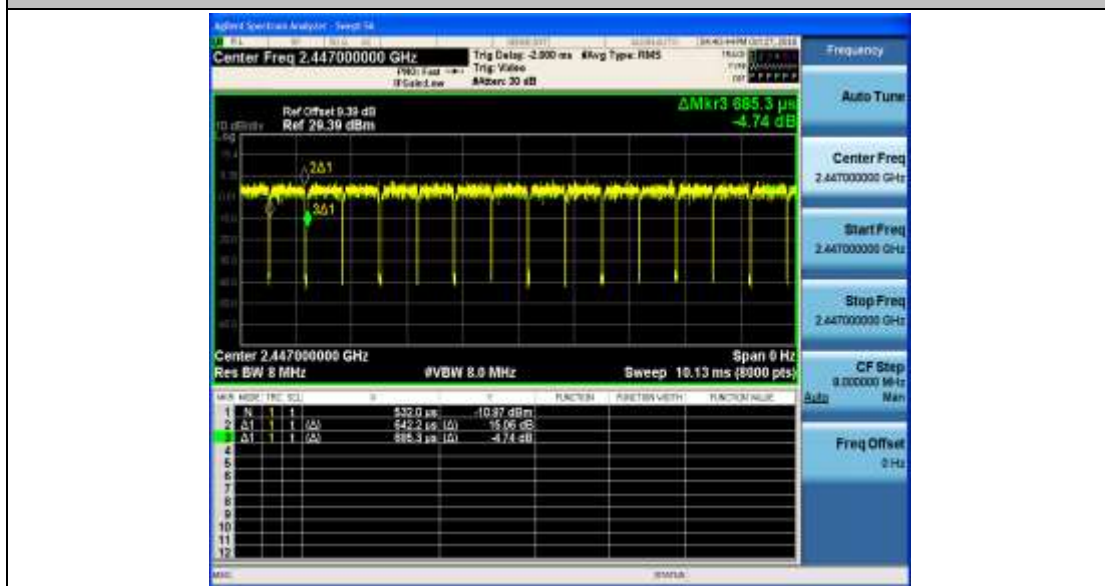 Agilent Spectrum Analyzer - Swept SA
Center Freq 2.447000000 GHz
PNO: Fast
IFGain:Low
Trig Delay: -2.000 ms
Trig: Video
#Atten: 30 dB
#Avg Type: RMS
Frequency
Auto Tune
Ref Offset 9.39 dB
Ref 29.39 dBm
10 dB/div
Log
ΔMkr3 685.3 µs
-4.74 dB
2Δ1
3Δ1
Center Freq
2.447000000 GHz
Start Freq
2.447000000 GHz
Stop Freq
2.447000000 GHz
CF Step
8.000000 MHz
Auto Man
Freq Offset
0 Hz
Center 2.447000000 GHz
Span 0 Hz
Res BW 8 MHz
#VBW 8.0 MHz
Sweep 10.13 ms (8000 pts)
MKR MODE TRC SCL X Y FUNCTION FUNCTION WIDTH FUNCTION VALUE
1 N 1 t 532.0 µs -10.97 dBm
2 Δ1 1 t (Δ) 642.2 µs (Δ) 15.06 dB
3 Δ1 1 t (Δ) 685.3 µs (Δ) -4.74 dB
4
5
6
7
8
9
10
11
12
MSG
STATUS